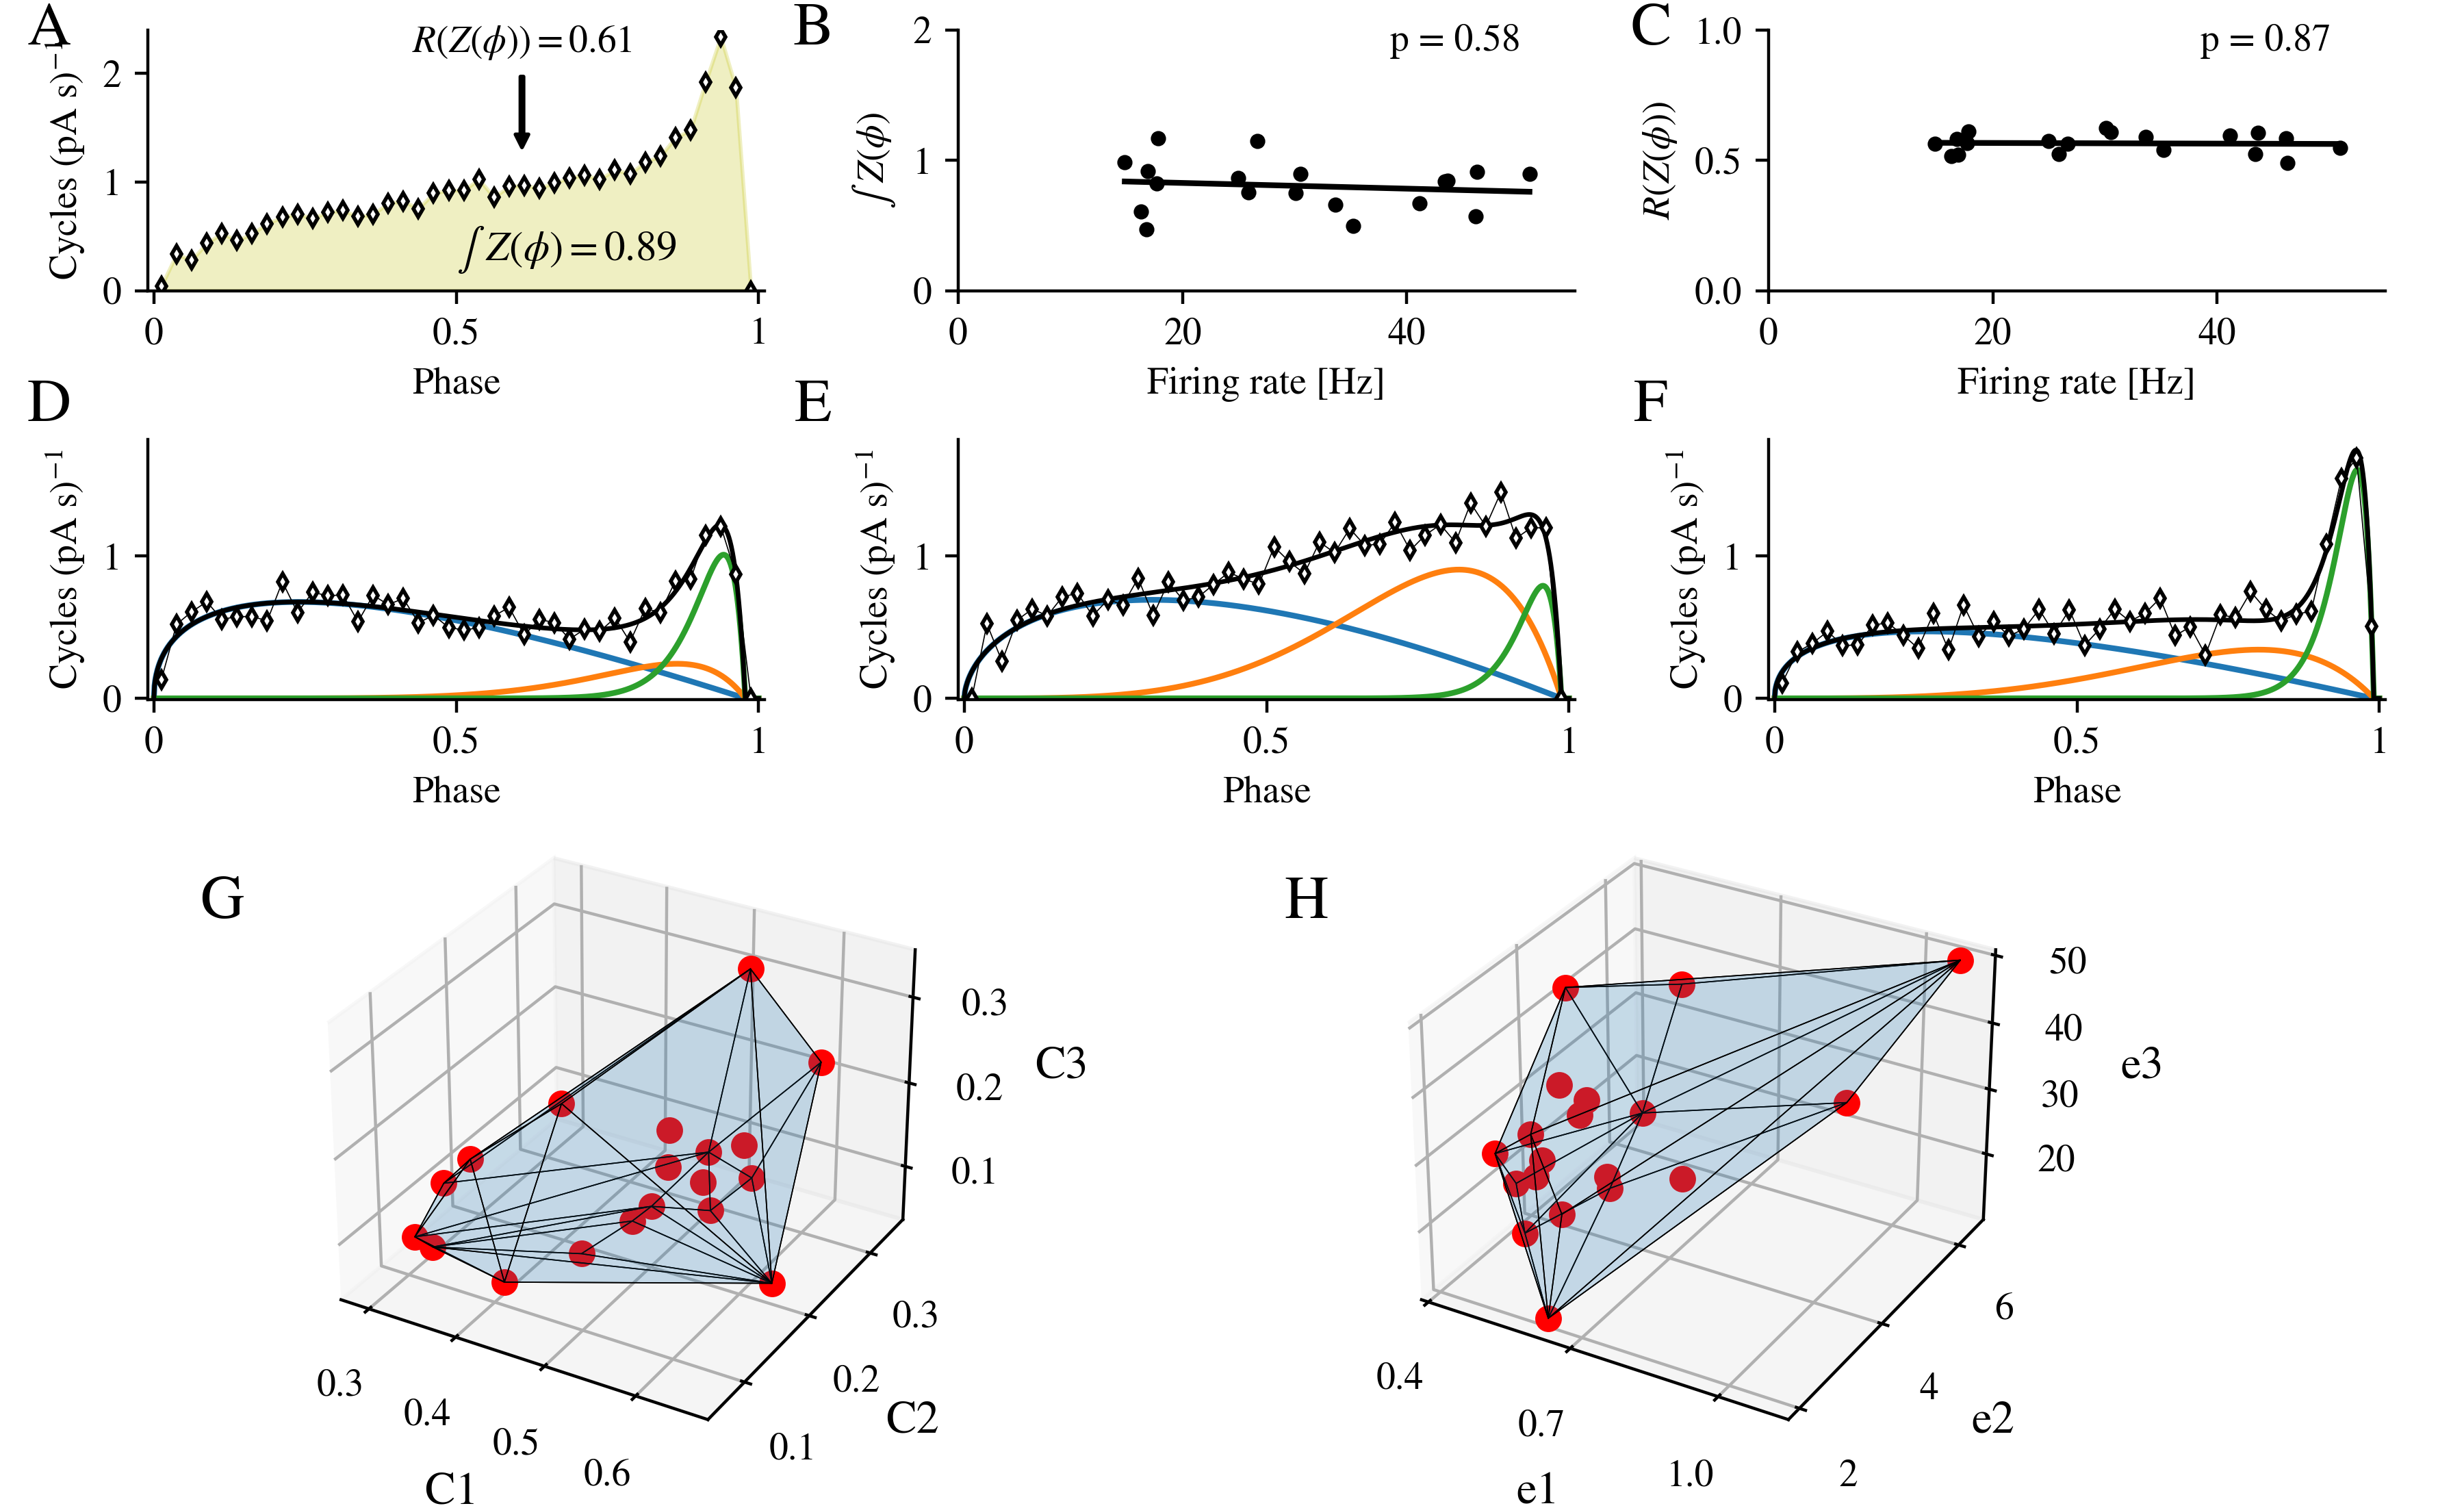 A
Cycles (pA s)⁻¹
R(Z(ϕ)) = 0.61
∫Z(ϕ) = 0.89
2
1
0
0 0.5 1
Phase
B
∫Z(ϕ)
p = 0.58
2
1
0
0 20 40
Firing rate [Hz]
C
R(Z(ϕ))
p = 0.87
1.0
0.5
0.0
0 20 40
Firing rate [Hz]
D
Cycles (pA s)⁻¹
1
0
0 0.5 1
Phase
E
Cycles (pA s)⁻¹
1
0
0 0.5 1
Phase
F
Cycles (pA s)⁻¹
1
0
0 0.5 1
Phase
G
0.3
0.2
0.1
C3
0.3
0.2
0.1
C2
0.3
0.4
0.5
0.6
C1
H
50
40
30
20
e3
6
4
2
e2
0.4
0.7
1.0
e1